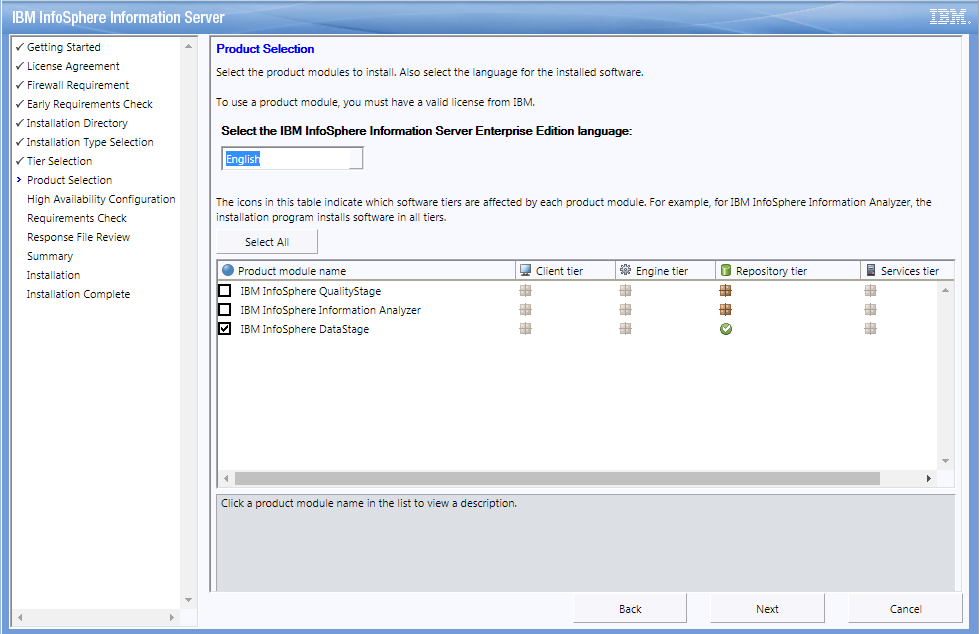 IBM InfoSphere Information Server
IBM.
Getting Started
License Agreement
Firewall Requirement
Early Requirements Check
Installation Directory
Installation Type Selection
Tier Selection
Product Selection
High Availability Configuration
Requirements Check
Response File Review
Summary
Installation
Installation Complete
Product Selection
Select the product modules to install. Also select the language for the installed software.
To use a product module, you must have a valid license from IBM.
Select the IBM InfoSphere Information Server Enterprise Edition language:
English
The icons in this table indicate which software tiers are affected by each product module. For example, for IBM InfoSphere Information Analyzer, the
installation program installs software in all tiers.
Select All
Product module name Client tier Engine tier Repository tier Services tier
IBM InfoSphere QualityStage
IBM InfoSphere Information Analyzer
IBM InfoSphere DataStage
Click a product module name in the list to view a description.
Back Next Cancel